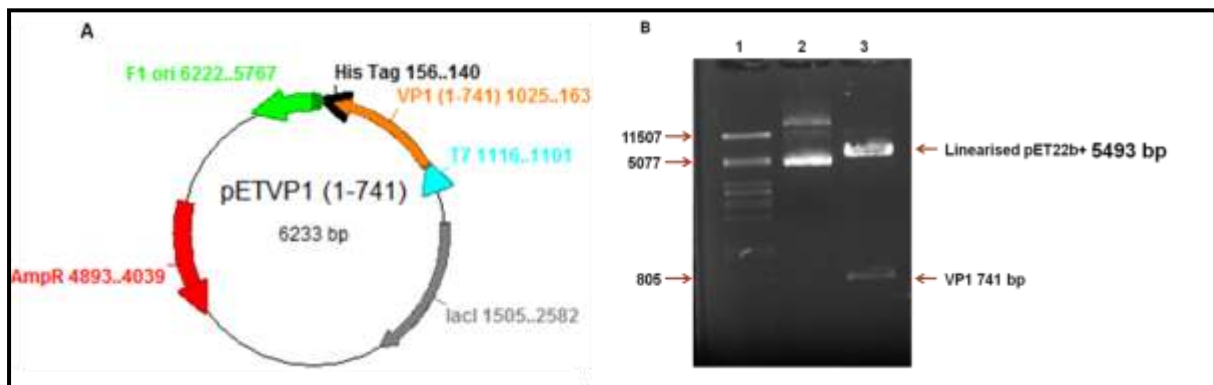 A
F1 ori 6222..5767
His Tag 156..140
VP1 (1-741) 1025..163
T7 1116..1101
pETVP1 (1-741)
6233 bp
AmpR 4893..4039
lacI 1505..2582
B
1 2 3
11507
5077
Linearised pET22b+ 5493 bp
805
VP1 741 bp